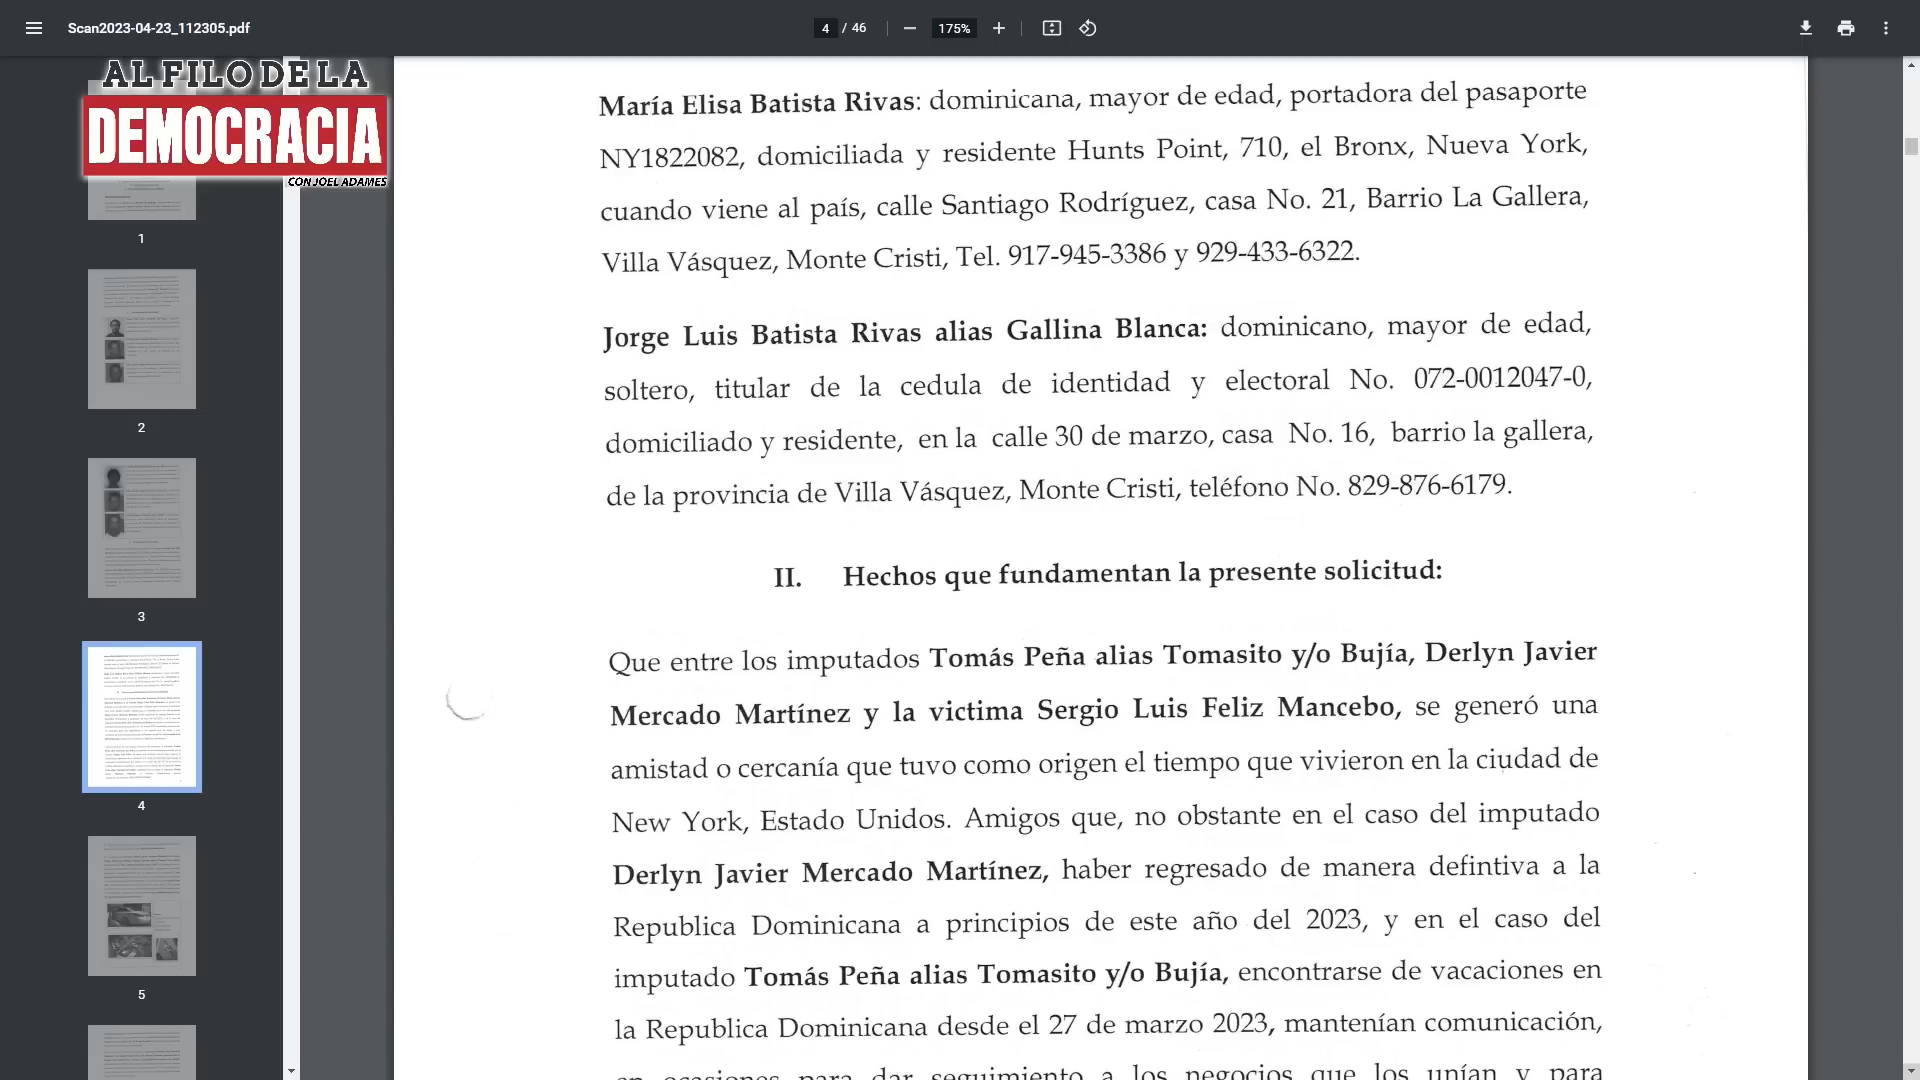 Scan2023-04-23_112305.pdf
4 / 46
175%
AL FILO DE LA
DEMOCRACIA
CON JOEL ADAMES
1
2
3
4
5
María Elisa Batista Rivas: dominicana, mayor de edad, portadora del pasaporte
NY1822082, domiciliada y residente Hunts Point, 710, el Bronx, Nueva York,
cuando viene al país, calle Santiago Rodríguez, casa No. 21, Barrio La Gallera,
Villa Vásquez, Monte Cristi, Tel. 917-945-3386 y 929-433-6322.
Jorge Luis Batista Rivas alias Gallina Blanca: dominicano, mayor de edad,
soltero, titular de la cedula de identidad y electoral No. 072-0012047-0,
domiciliado y residente, en la calle 30 de marzo, casa No. 16, barrio la gallera,
de la provincia de Villa Vásquez, Monte Cristi, teléfono No. 829-876-6179.
II. Hechos que fundamentan la presente solicitud:
Que entre los imputados Tomás Peña alias Tomasito y/o Bujía, Derlyn Javier
Mercado Martínez y la victima Sergio Luis Feliz Mancebo, se generó una
amistad o cercanía que tuvo como origen el tiempo que vivieron en la ciudad de
New York, Estado Unidos. Amigos que, no obstante en el caso del imputado
Derlyn Javier Mercado Martínez, haber regresado de manera defintiva a la
Republica Dominicana a principios de este año del 2023, y en el caso del
imputado Tomás Peña alias Tomasito y/o Bujía, encontrarse de vacaciones en
la Republica Dominicana desde el 27 de marzo 2023, mantenían comunicación,
en ocasiones para dar seguimiento a los negocios que los unían y para